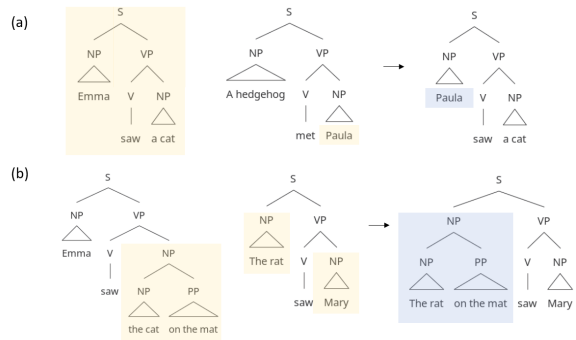 (a)
S S S
NP VP NP VP NP VP
Emma V NP A hedgehog V NP Paula V NP
saw a cat met Paula saw a cat
(b)
S S S
NP VP NP VP NP VP
Emma V NP The rat V NP NP PP V NP
saw NP PP saw Mary The rat on the mat saw Mary
the cat on the mat